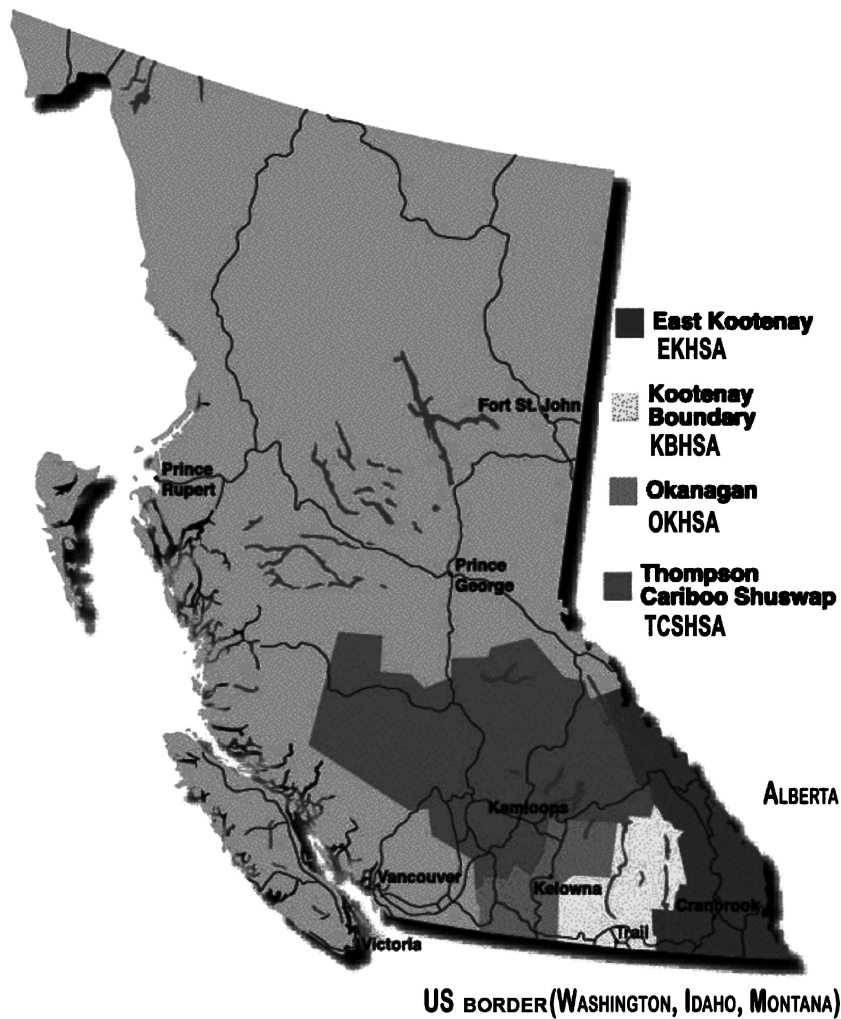 East Kootenay
EKHSA
Kootenay
Boundary
KBHSA
Fort St. John
Prince
Rupert
Okanagan
OKHSA
Prince
George
Thompson
Cariboo Shuswap
TCSHSA
ALBERTA
Kamloops
Vancouver
Kelowna
Cranbrook
Trail
Victoria
US BORDER(WASHINGTON, IDAHO, MONTANA)